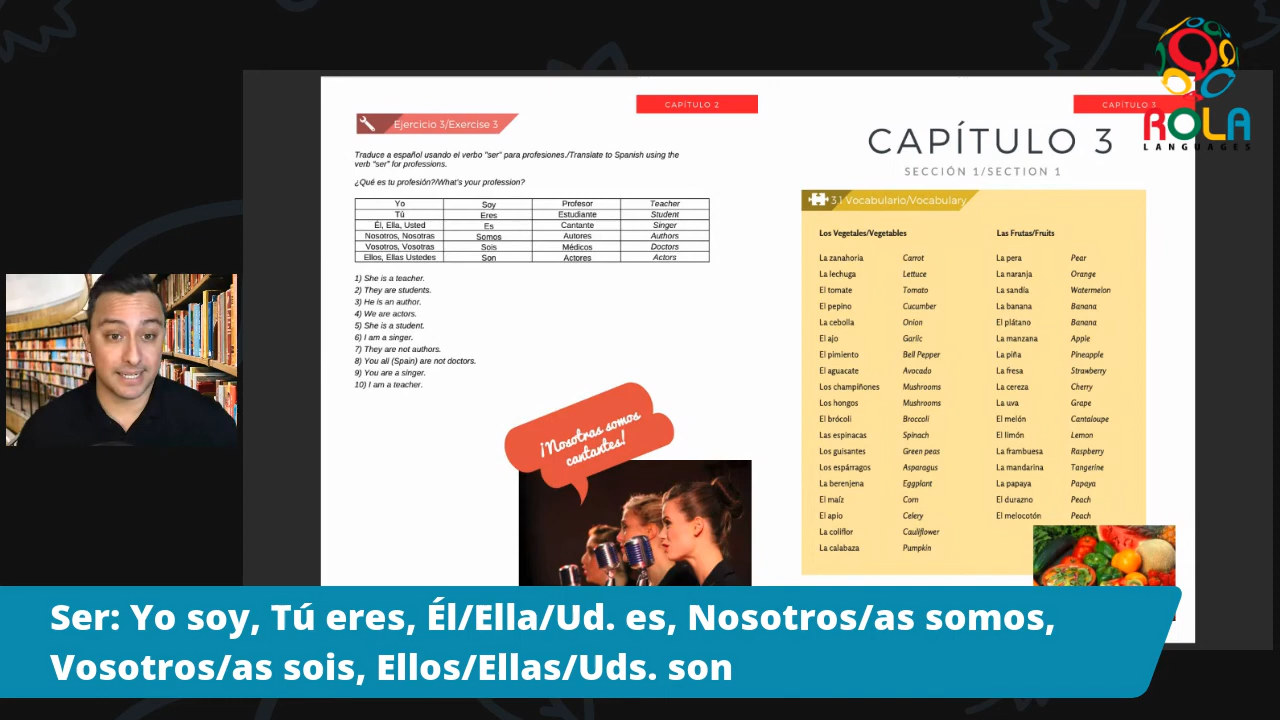 CAPÍTULO 2
Ejercicio 3/Exercise 3
Traduce a español usando el verbo "ser" para profesiones./Translate to Spanish using the
verb "ser" for professions.
¿Qué es tu profesión?/What's your profession?
Yo Soy Profesor Teacher
Tú Eres Estudiante Student
Él, Ella, Usted Es Cantante Singer
Nosotros, Nosotras Somos Autores Authors
Vosotros, Vosotras Sois Médicos Doctors
Ellos, Ellas Ustedes Son Actores Actors
1) She is a teacher.
2) They are students.
3) He is an author.
4) We are actors.
5) She is a student.
6) I am a singer.
7) They are not authors.
8) You all (Spain) are not doctors.
9) You are a singer.
10) I am a teacher.
¡Nosotras somos
cantantes!
CAPÍTULO 3
ROLA
LANGUAGES
CAPÍTULO 3
SECCIÓN 1/SECTION 1
3.1 Vocabulario/Vocabulary
Los Vegetales/Vegetables Las Frutas/Fruits
La zanahoria Carrot La pera Pear
La lechuga Lettuce La naranja Orange
El tomate Tomato La sandía Watermelon
El pepino Cucumber La banana Banana
La cebolla Onion El plátano Banana
El ajo Garlic La manzana Apple
El pimiento Bell Pepper La piña Pineapple
El aguacate Avocado La fresa Strawberry
Los champiñones Mushrooms La cereza Cherry
Los hongos Mushrooms La uva Grape
El brócoli Broccoli El melón Cantaloupe
Las espinacas Spinach El limón Lemon
Los guisantes Green peas La frambuesa Raspberry
Los espárragos Asparagus La mandarina Tangerine
La berenjena Eggplant La papaya Papaya
El maíz Corn El durazno Peach
El apio Celery El melocotón Peach
La coliflor Cauliflower
La calabaza Pumpkin
Ser: Yo soy, Tú eres, Él/Ella/Ud. es, Nosotros/as somos,
Vosotros/as sois, Ellos/Ellas/Uds. son